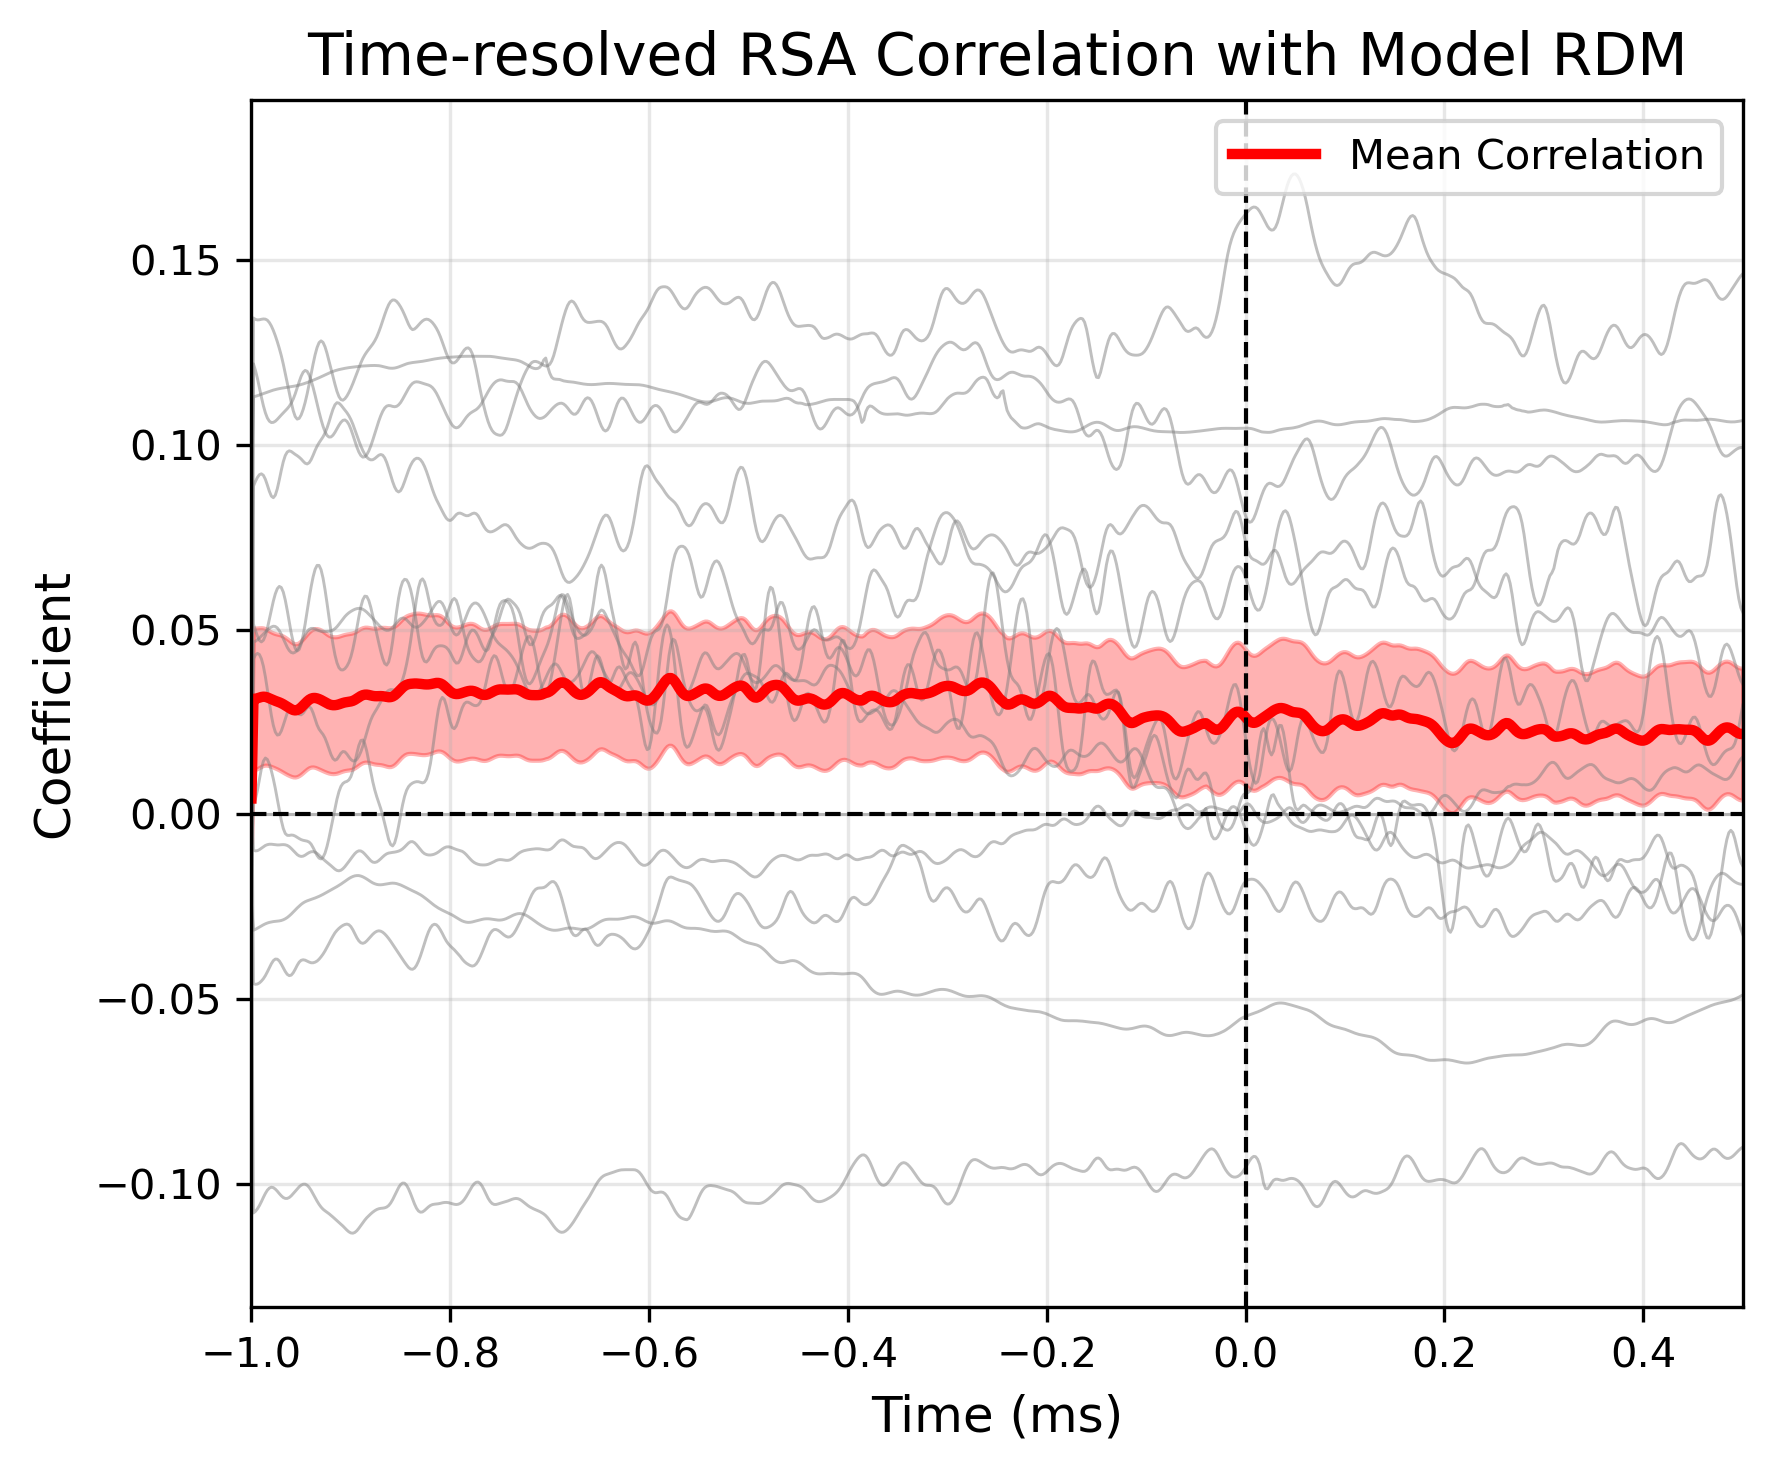 Time-resolved RSA Correlation with Model RDM
Mean Correlation
Coefficient
0.15
0.10
0.05
0.00
−0.05
−0.10
−1.0 −0.8 −0.6 −0.4 −0.2 0.0 0.2 0.4
Time (ms)